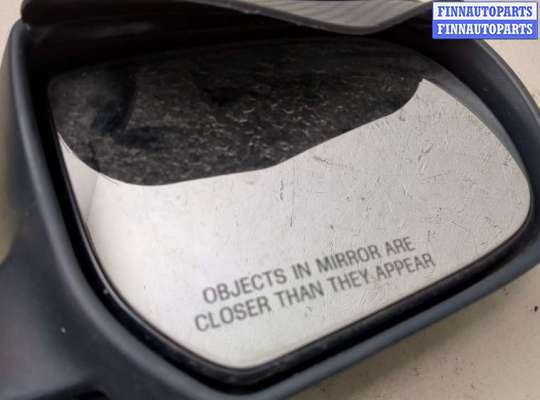 FINNAUTOPARTS
FINNAUTOPARTS
OBJECTS IN MIRROR ARE
CLOSER THAN THEY APPEAR